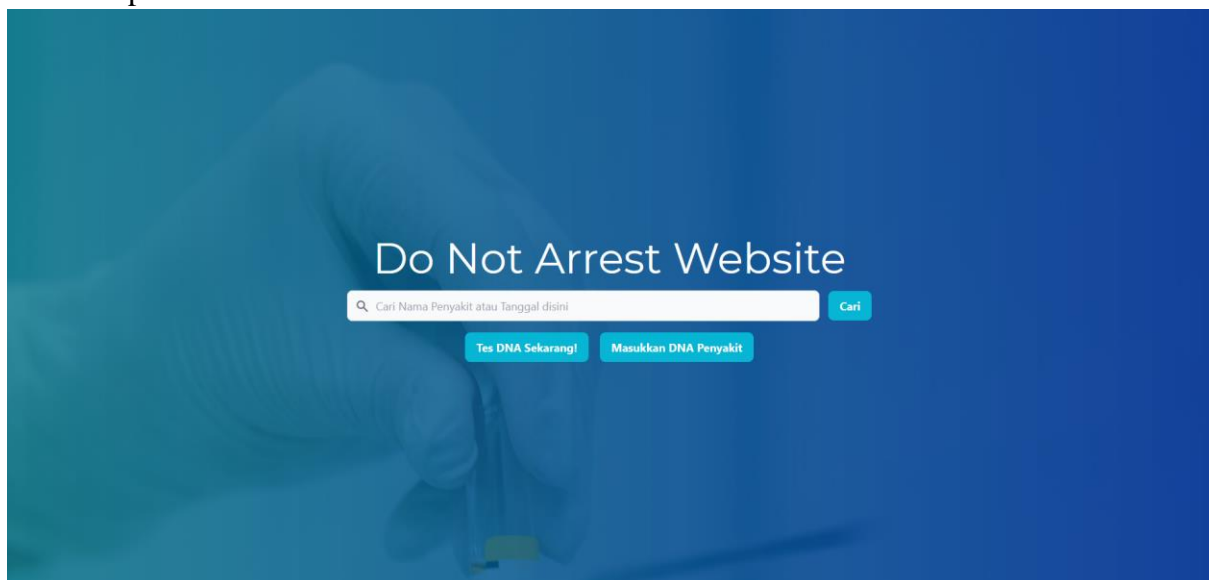 Do Not Arrest Website
Cari Nama Penyakit atau Tanggal disini
Cari
Tes DNA Sekarang!
Masukkan DNA Penyakit